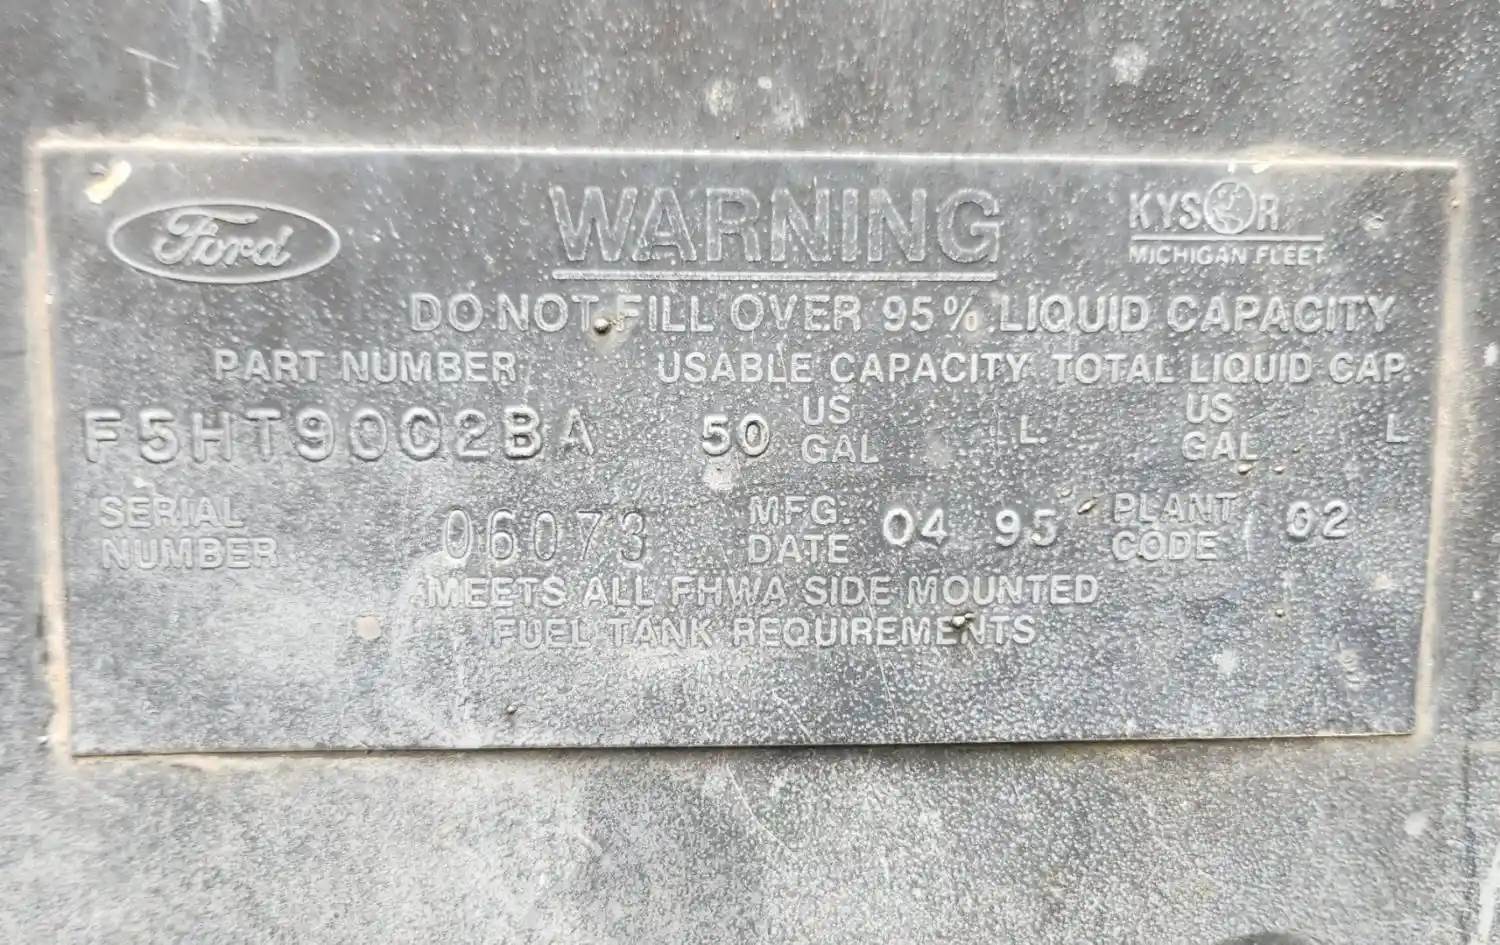 Ford
WARNING
KYSOR
MICHIGAN FLEET
DO NOT FILL OVER 95% LIQUID CAPACITY
PART NUMBER USABLE CAPACITY TOTAL LIQUID CAP.
F5HT90C2BA 50 US GAL L. US GAL L
SERIAL NUMBER 06073 MFG. DATE 04 95 PLANT CODE 02
MEETS ALL FHWA SIDE MOUNTED
FUEL TANK REQUIREMENTS